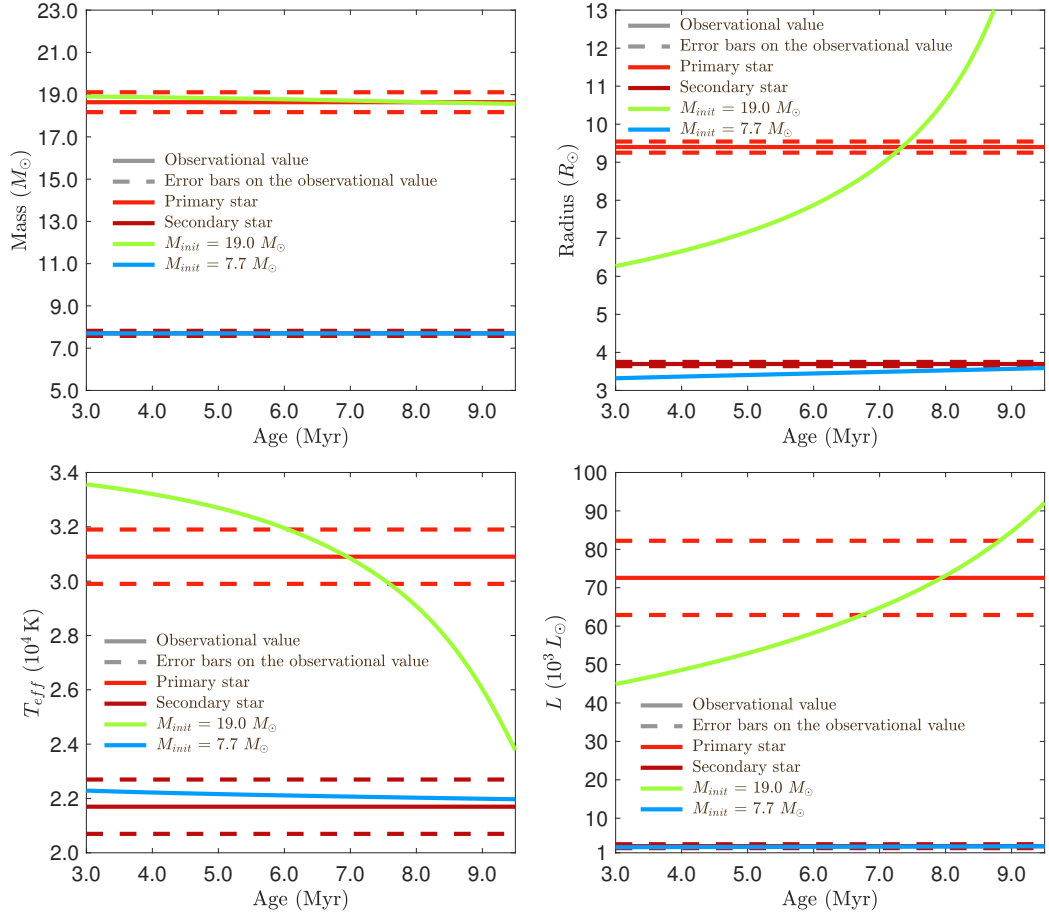 23.0
21.0
19.0
17.0
15.0
13.0
11.0
9.0
7.0
5.0
Mass (M⊙)
Observational value
Error bars on the observational value
Primary star
Secondary star
M_init = 19.0 M⊙
M_init = 7.7 M⊙
3.0 4.0 5.0 6.0 7.0 8.0 9.0
Age (Myr)
13
12
11
10
9
8
7
6
5
4
3
Radius (R⊙)
Observational value
Error bars on the observational value
Primary star
Secondary star
M_init = 19.0 M⊙
M_init = 7.7 M⊙
3.0 4.0 5.0 6.0 7.0 8.0 9.0
Age (Myr)
3.4
3.2
3.0
2.8
2.6
2.4
2.2
2.0
T_eff (10⁴ K)
Observational value
Error bars on the observational value
Primary star
Secondary star
M_init = 19.0 M⊙
M_init = 7.7 M⊙
3.0 4.0 5.0 6.0 7.0 8.0 9.0
Age (Myr)
100
90
80
70
60
50
40
30
20
10
1
L (10³ L⊙)
Observational value
Error bars on the observational value
Primary star
Secondary star
M_init = 19.0 M⊙
M_init = 7.7 M⊙
3.0 4.0 5.0 6.0 7.0 8.0 9.0
Age (Myr)